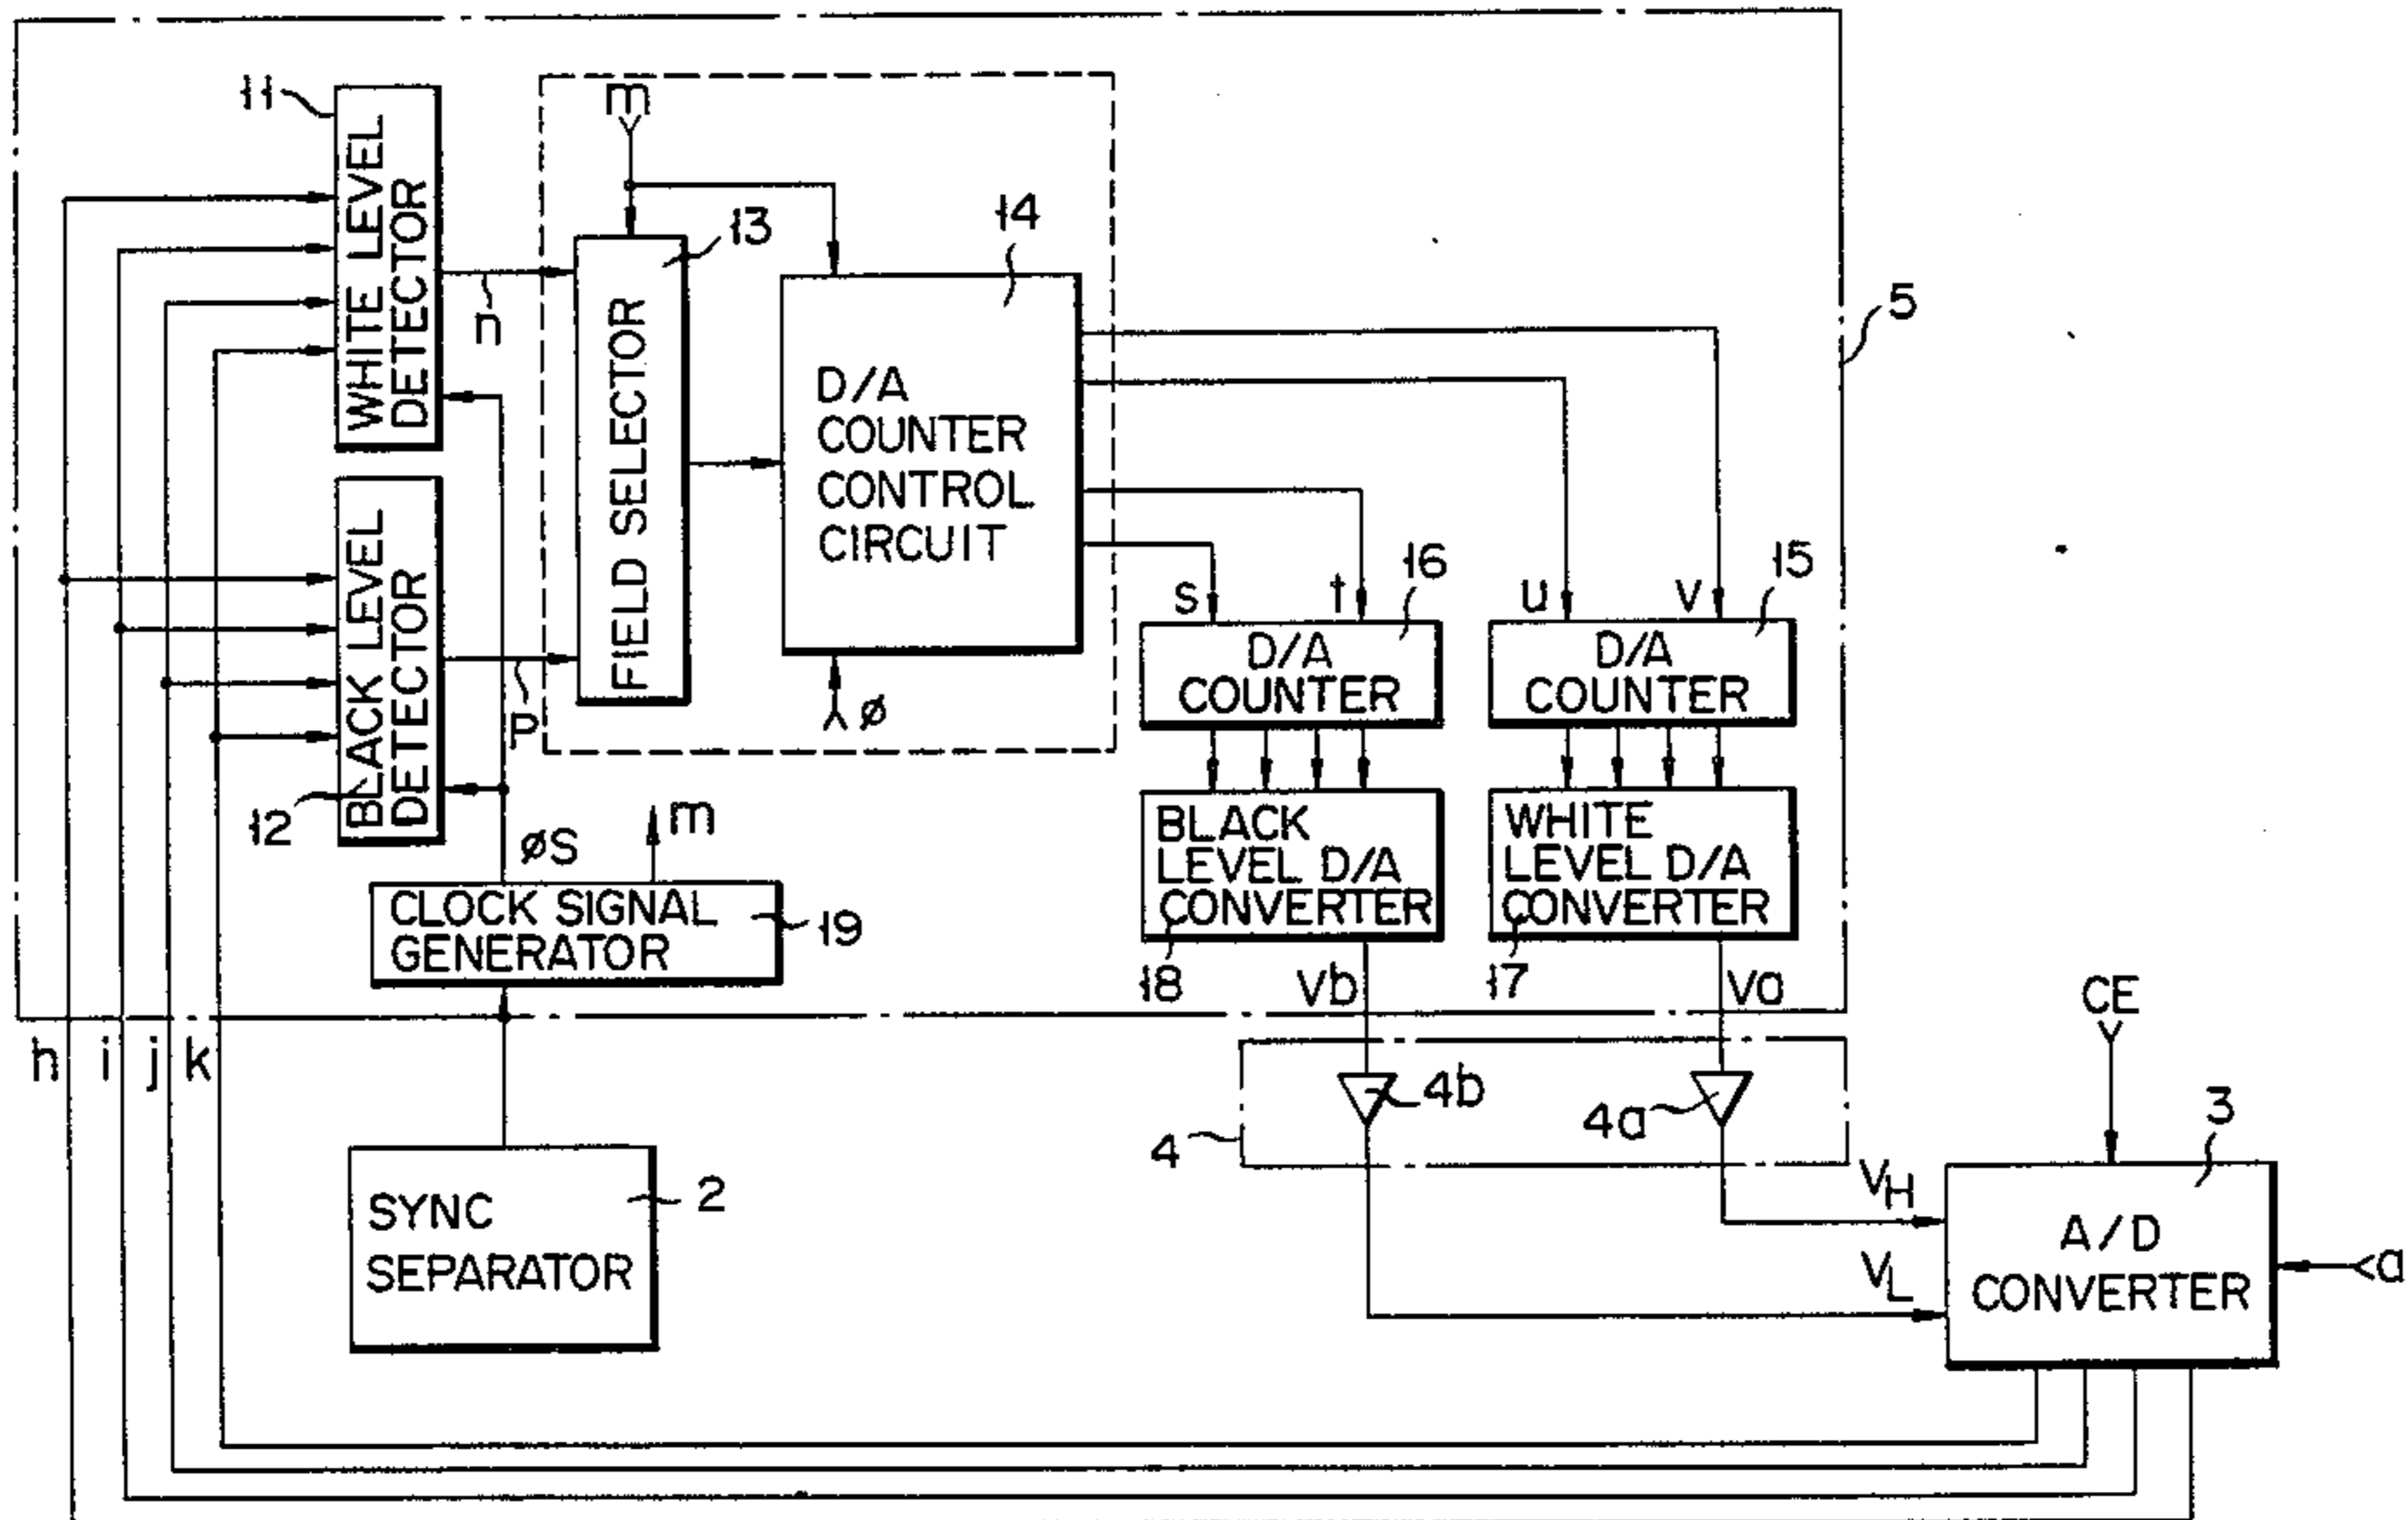 11
WHITE LEVEL
DETECTOR
m
13
14
5
n
FIELD SELECTOR
D/A
COUNTER
CONTROL
CIRCUIT
BLACK LEVEL
DETECTOR
12
p
ø
s
t
16
u
v
15
D/A
COUNTER
D/A
COUNTER
øS
m
BLACK
LEVEL D/A
CONVERTER
18
WHITE
LEVEL D/A
CONVERTER
17
CLOCK SIGNAL
GENERATOR
19
Vb
Va
CE
h
i
j
k
4b
4a
4
3
SYNC
SEPARATOR
2
VH
VL
A/D
CONVERTER
a